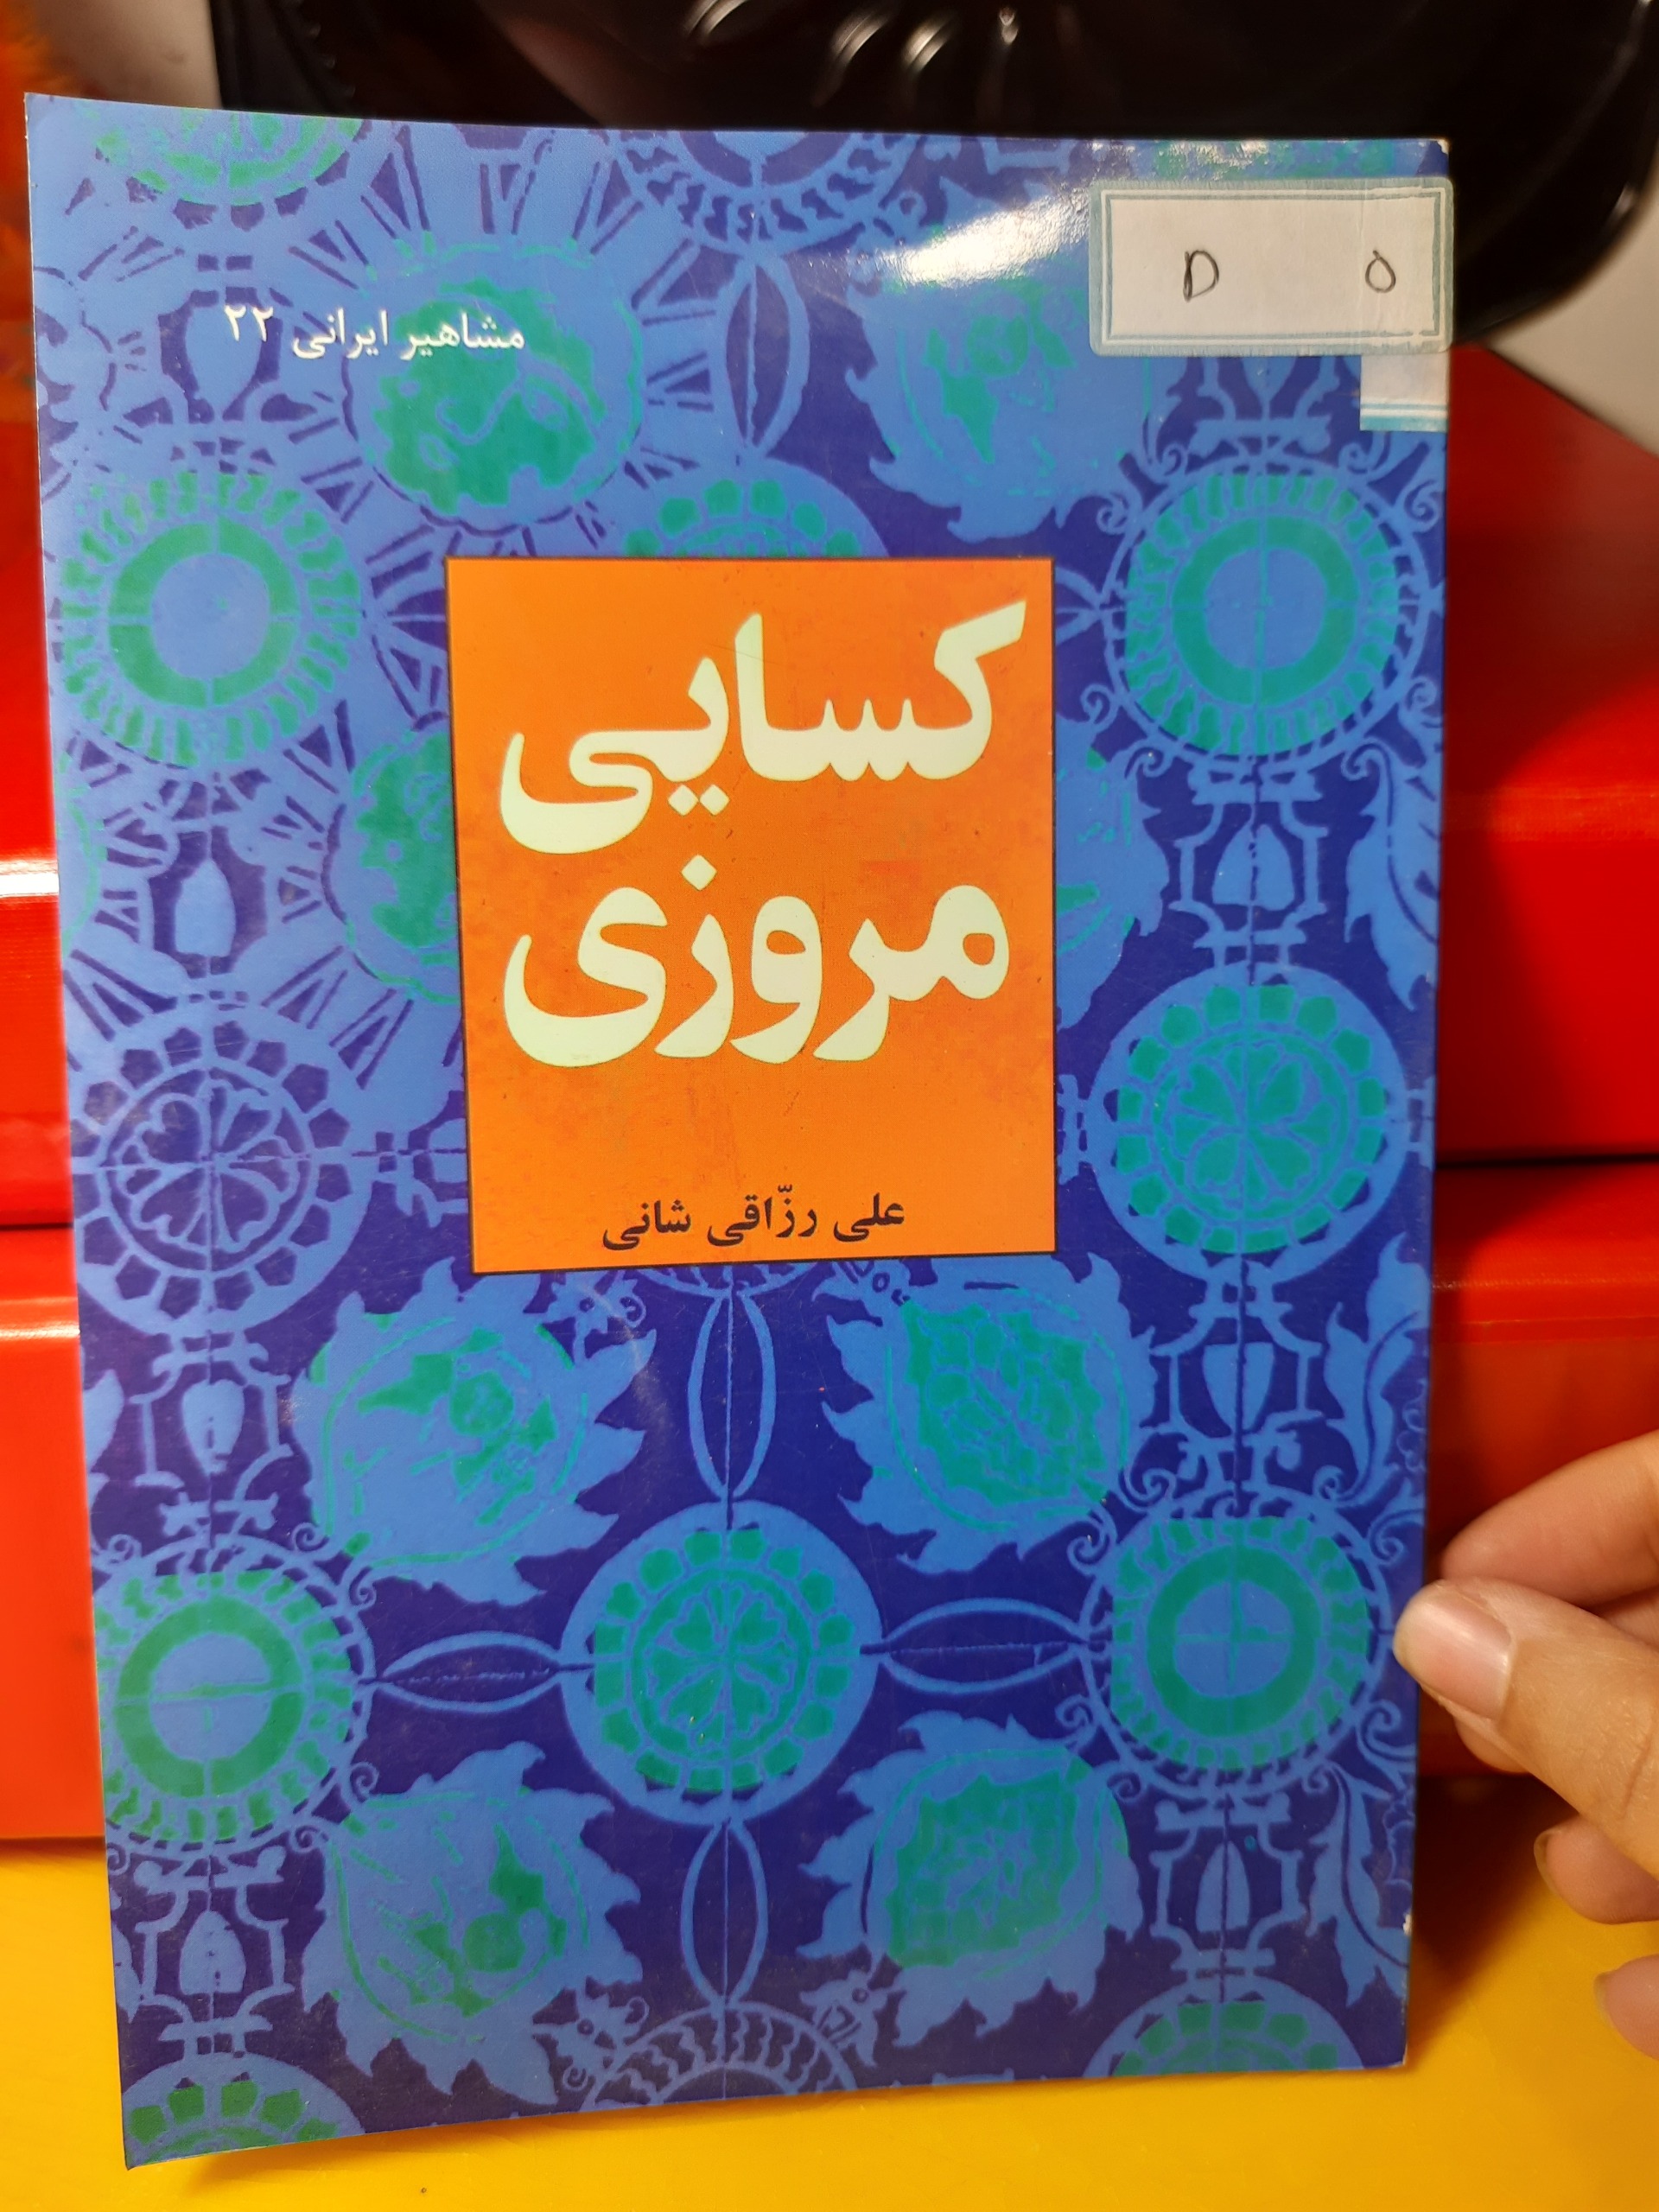 D O
مشاهیر ایرانی ۲۲
کسایی
مروزی
علی رزّاقی شانی